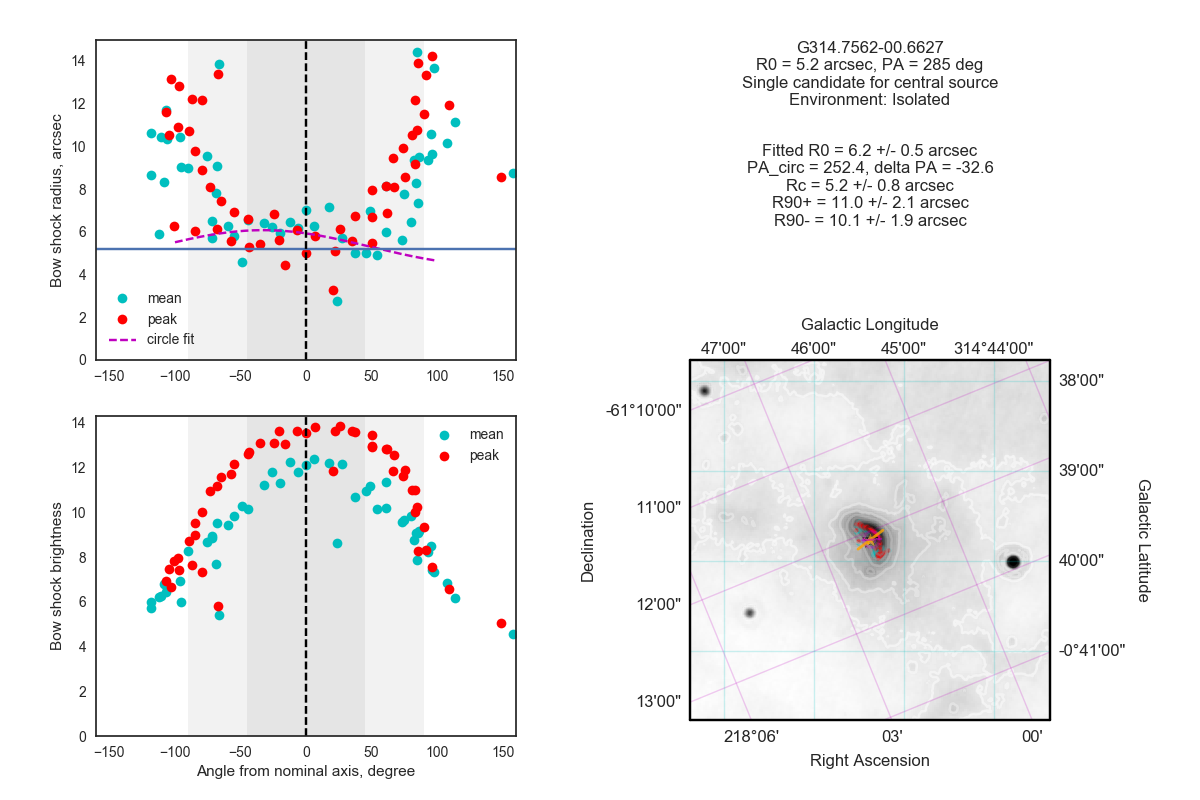 14
12
10
8
6
4
2
0
Bow shock radius, arcsec
mean
peak
circle fit
−150
−100
−50
0
50
100
150
14
12
10
8
6
4
2
0
Bow shock brightness
mean
peak
−150
−100
−50
0
50
100
150
Angle from nominal axis, degree
G314.7562-00.6627
R0 = 5.2 arcsec, PA = 285 deg
Single candidate for central source
Environment: Isolated
Fitted R0 = 6.2 +/- 0.5 arcsec
PA_circ = 252.4, delta PA = -32.6
Rc = 5.2 +/- 0.8 arcsec
R90+ = 11.0 +/- 2.1 arcsec
R90- = 10.1 +/- 1.9 arcsec
Galactic Longitude
47'00"
46'00"
45'00"
314°44'00"
-61°10'00"
11'00"
12'00"
13'00"
Declination
38'00"
39'00"
40'00"
-0°41'00"
Galactic Latitude
218°06'
03'
00'
Right Ascension